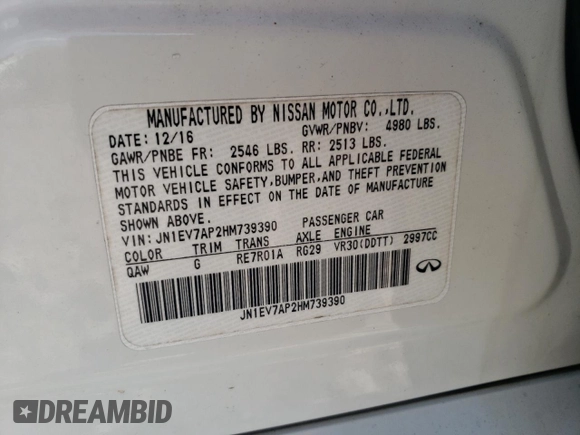 MANUFACTURED BY NISSAN MOTOR CO.,LTD.
DATE: 12/16 GVWR/PNBV: 4980 LBS.
GAWR/PNBE FR: 2546 LBS. RR: 2513 LBS.
THIS VEHICLE CONFORMS TO ALL APPLICABLE FEDERAL
MOTOR VEHICLE SAFETY,BUMPER,AND THEFT PREVENTION
STANDARDS IN EFFECT ON THE DATE OF MANUFACTURE
SHOWN ABOVE.
VIN: JN1EV7AP2HM739390 PASSENGER CAR
COLOR TRIM TRANS AXLE ENGINE
QAW G RE7R01A RG29 VR30(DDTT) 2997CC
JN1EV7AP2HM739390
DREAMBID